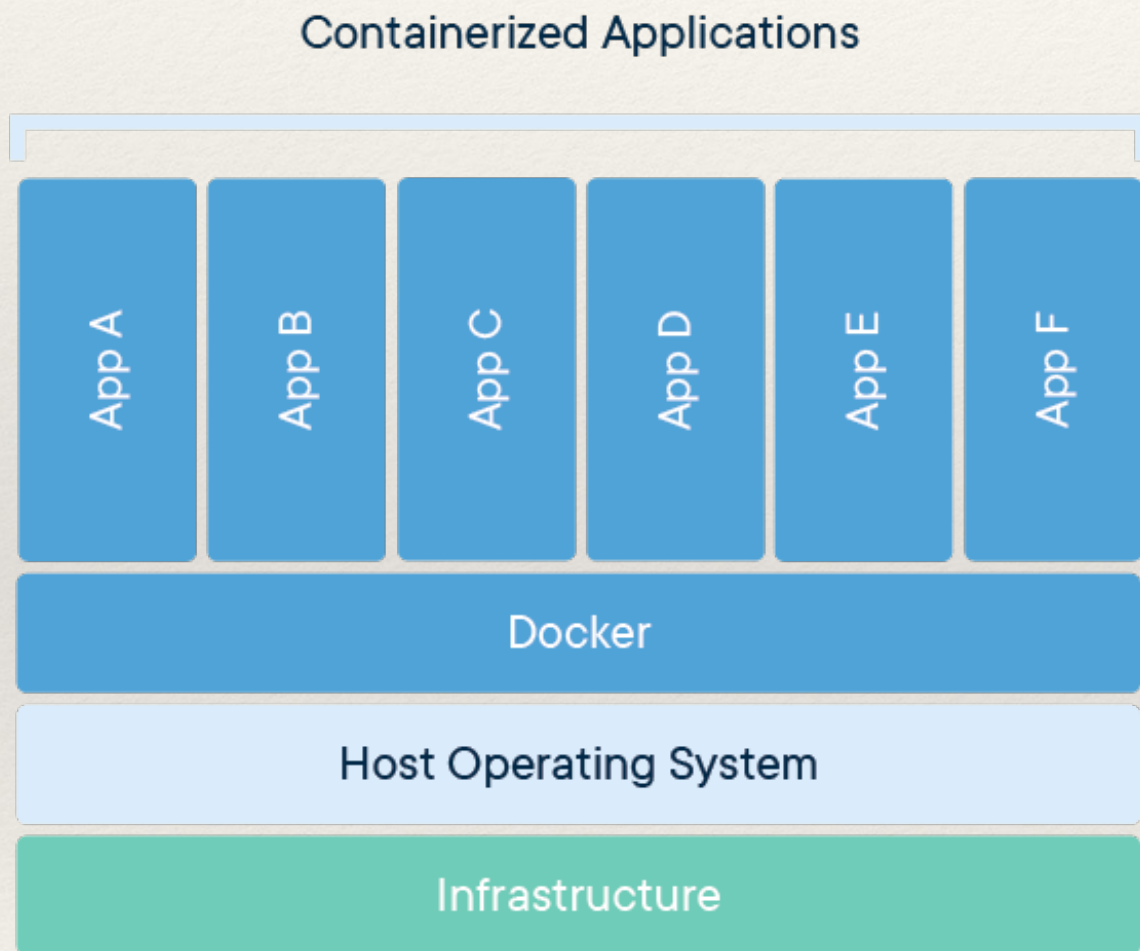 Containerized Applications
App A
App B
App C
App D
App E
App F
Docker
Host Operating System
Infrastructure